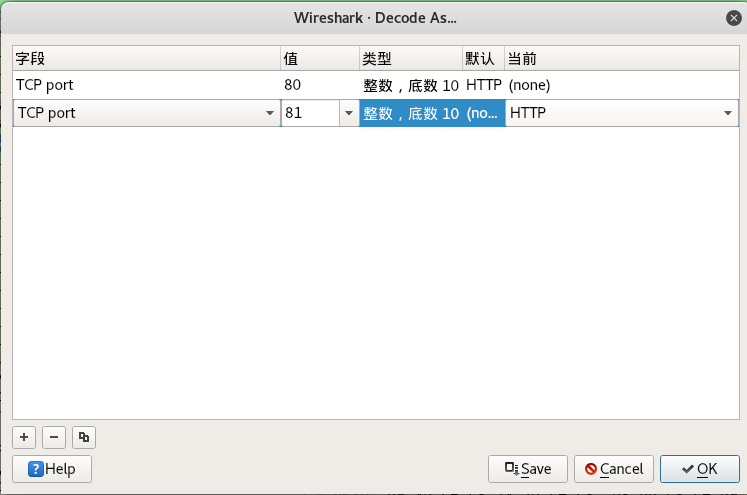 Wireshark · Decode As...
字段 值 类型 默认 当前
TCP port 80 整数，底数 10 HTTP (none)
TCP port 81 整数，底数 10 (no... HTTP
Help Save Cancel OK